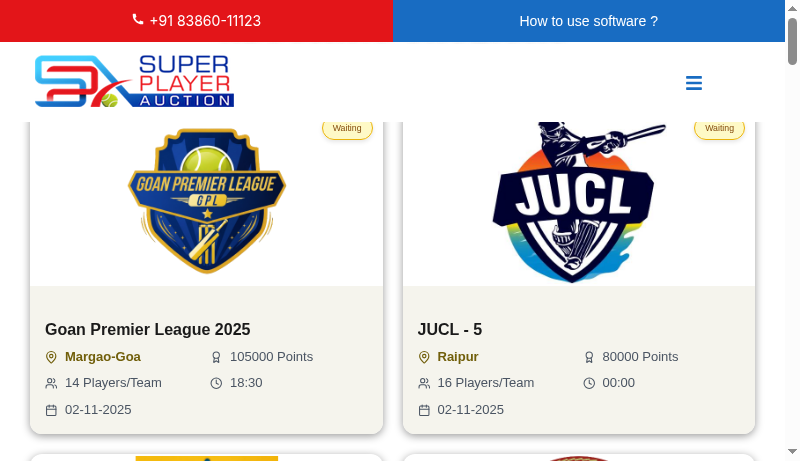 +91 83860-11123
How to use software ?
SUPER
PLAYER
AUCTION
Waiting
GOAN PREMIER LEAGUE
GPL
Goan Premier League 2025
Margao-Goa
105000 Points
14 Players/Team
18:30
02-11-2025
Waiting
JUCL
JUCL - 5
Raipur
80000 Points
16 Players/Team
00:00
02-11-2025